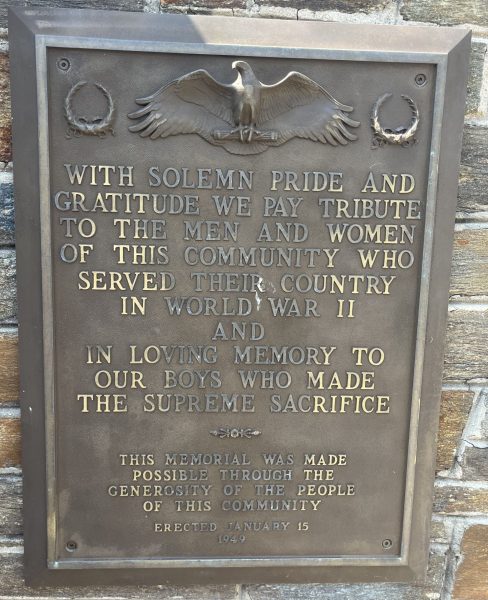 WITH SOLEMN PRIDE AND
GRATITUDE WE PAY TRIBUTE
TO THE MEN AND WOMEN
OF THIS COMMUNITY WHO
SERVED THEIR COUNTRY
IN WORLD WAR II
AND
IN LOVING MEMORY TO
OUR BOYS WHO MADE
THE SUPREME SACRIFICE
THIS MEMORIAL WAS MADE
POSSIBLE THROUGH THE
GENEROSITY OF THE PEOPLE
OF THIS COMMUNITY
ERECTED JANUARY 15
1949